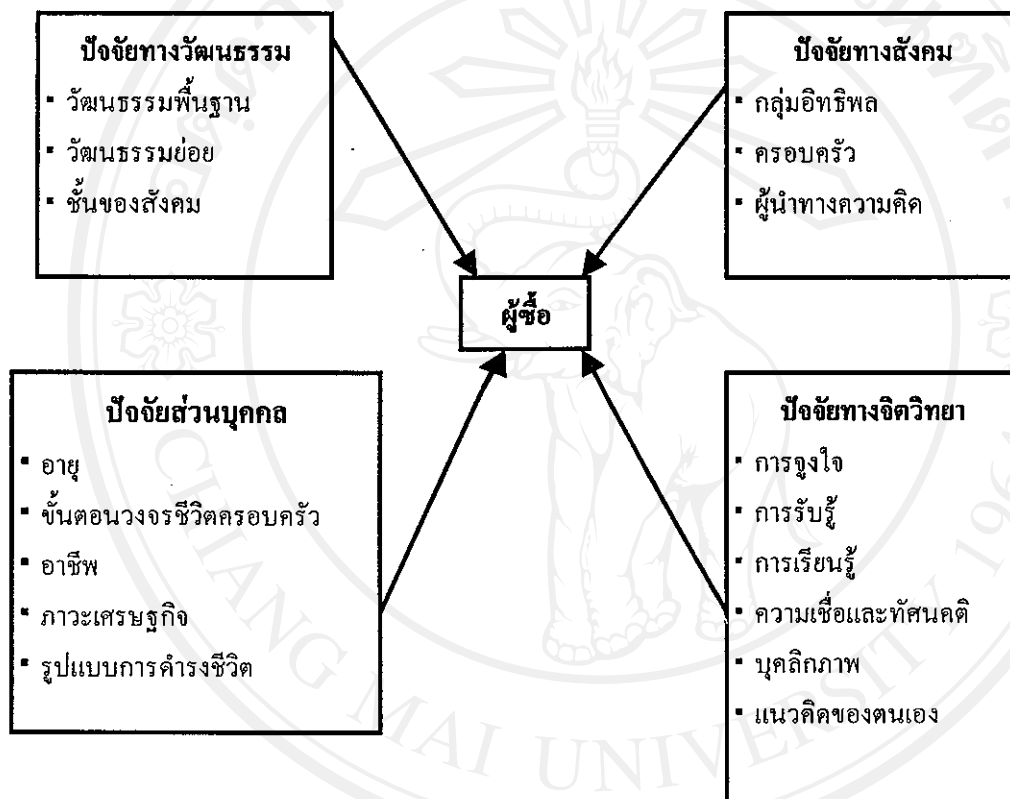 ปัจจัยทางวัฒนธรรม
▪ วัฒนธรรมพื้นฐาน
▪ วัฒนธรรมย่อย
▪ ชั้นของสังคม
ปัจจัยทางสังคม
▪ กลุ่มอิทธิพล
▪ ครอบครัว
▪ ผู้นำทางความคิด
ผู้ซื้อ
ปัจจัยส่วนบุคคล
▪ อายุ
▪ ขั้นตอนวงจรชีวิตครอบครัว
▪ อาชีพ
▪ ภาวะเศรษฐกิจ
▪ รูปแบบการดำรงชีวิต
ปัจจัยทางจิตวิทยา
▪ การจูงใจ
▪ การรับรู้
▪ การเรียนรู้
▪ ความเชื่อและทัศนคติ
▪ บุคลิกภาพ
▪ แนวคิดของตนเอง
CHIANG MAI UNIVERSITY 1964